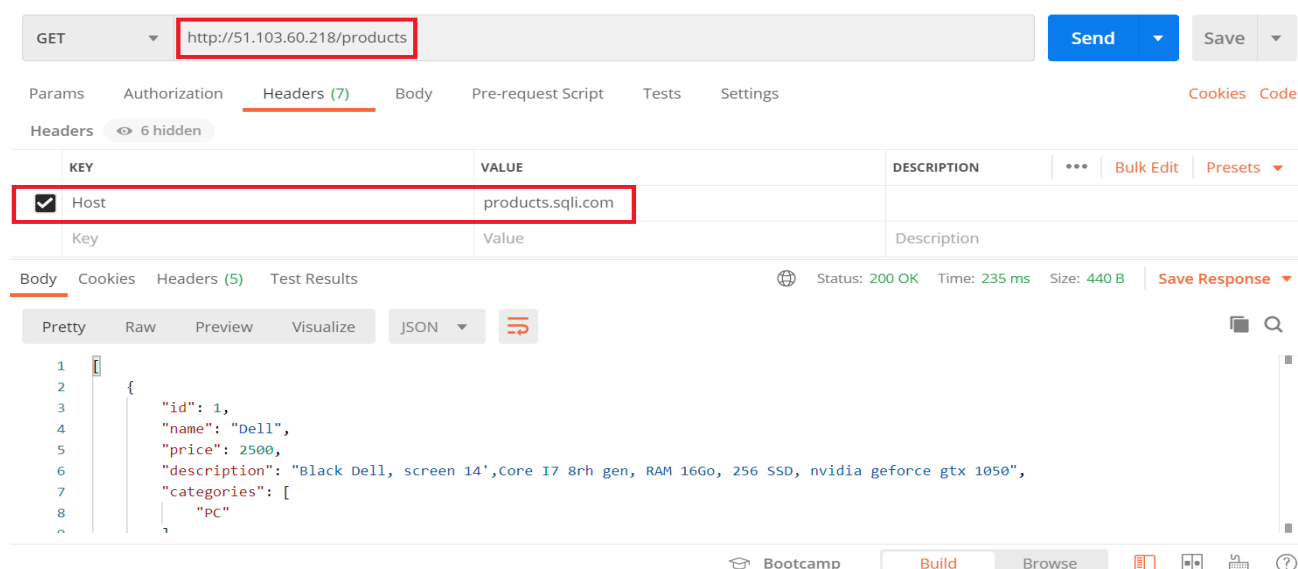 GET http://51.103.60.218/products Send Save
Params Authorization Headers (7) Body Pre-request Script Tests Settings Cookies Code
Headers 6 hidden
KEY VALUE DESCRIPTION ••• Bulk Edit Presets
Host products.sqli.com
Key Value Description
Body Cookies Headers (5) Test Results Status: 200 OK Time: 235 ms Size: 440 B Save Response
Pretty Raw Preview Visualize JSON
1 [
2 {
3 "id": 1,
4 "name": "Dell",
5 "price": 2500,
6 "description": "Black Dell, screen 14',Core I7 8rh gen, RAM 16Go, 256 SSD, nvidia geforce gtx 1050",
7 "categories": [
8 "PC"
9 ]
Bootcamp Build Browse